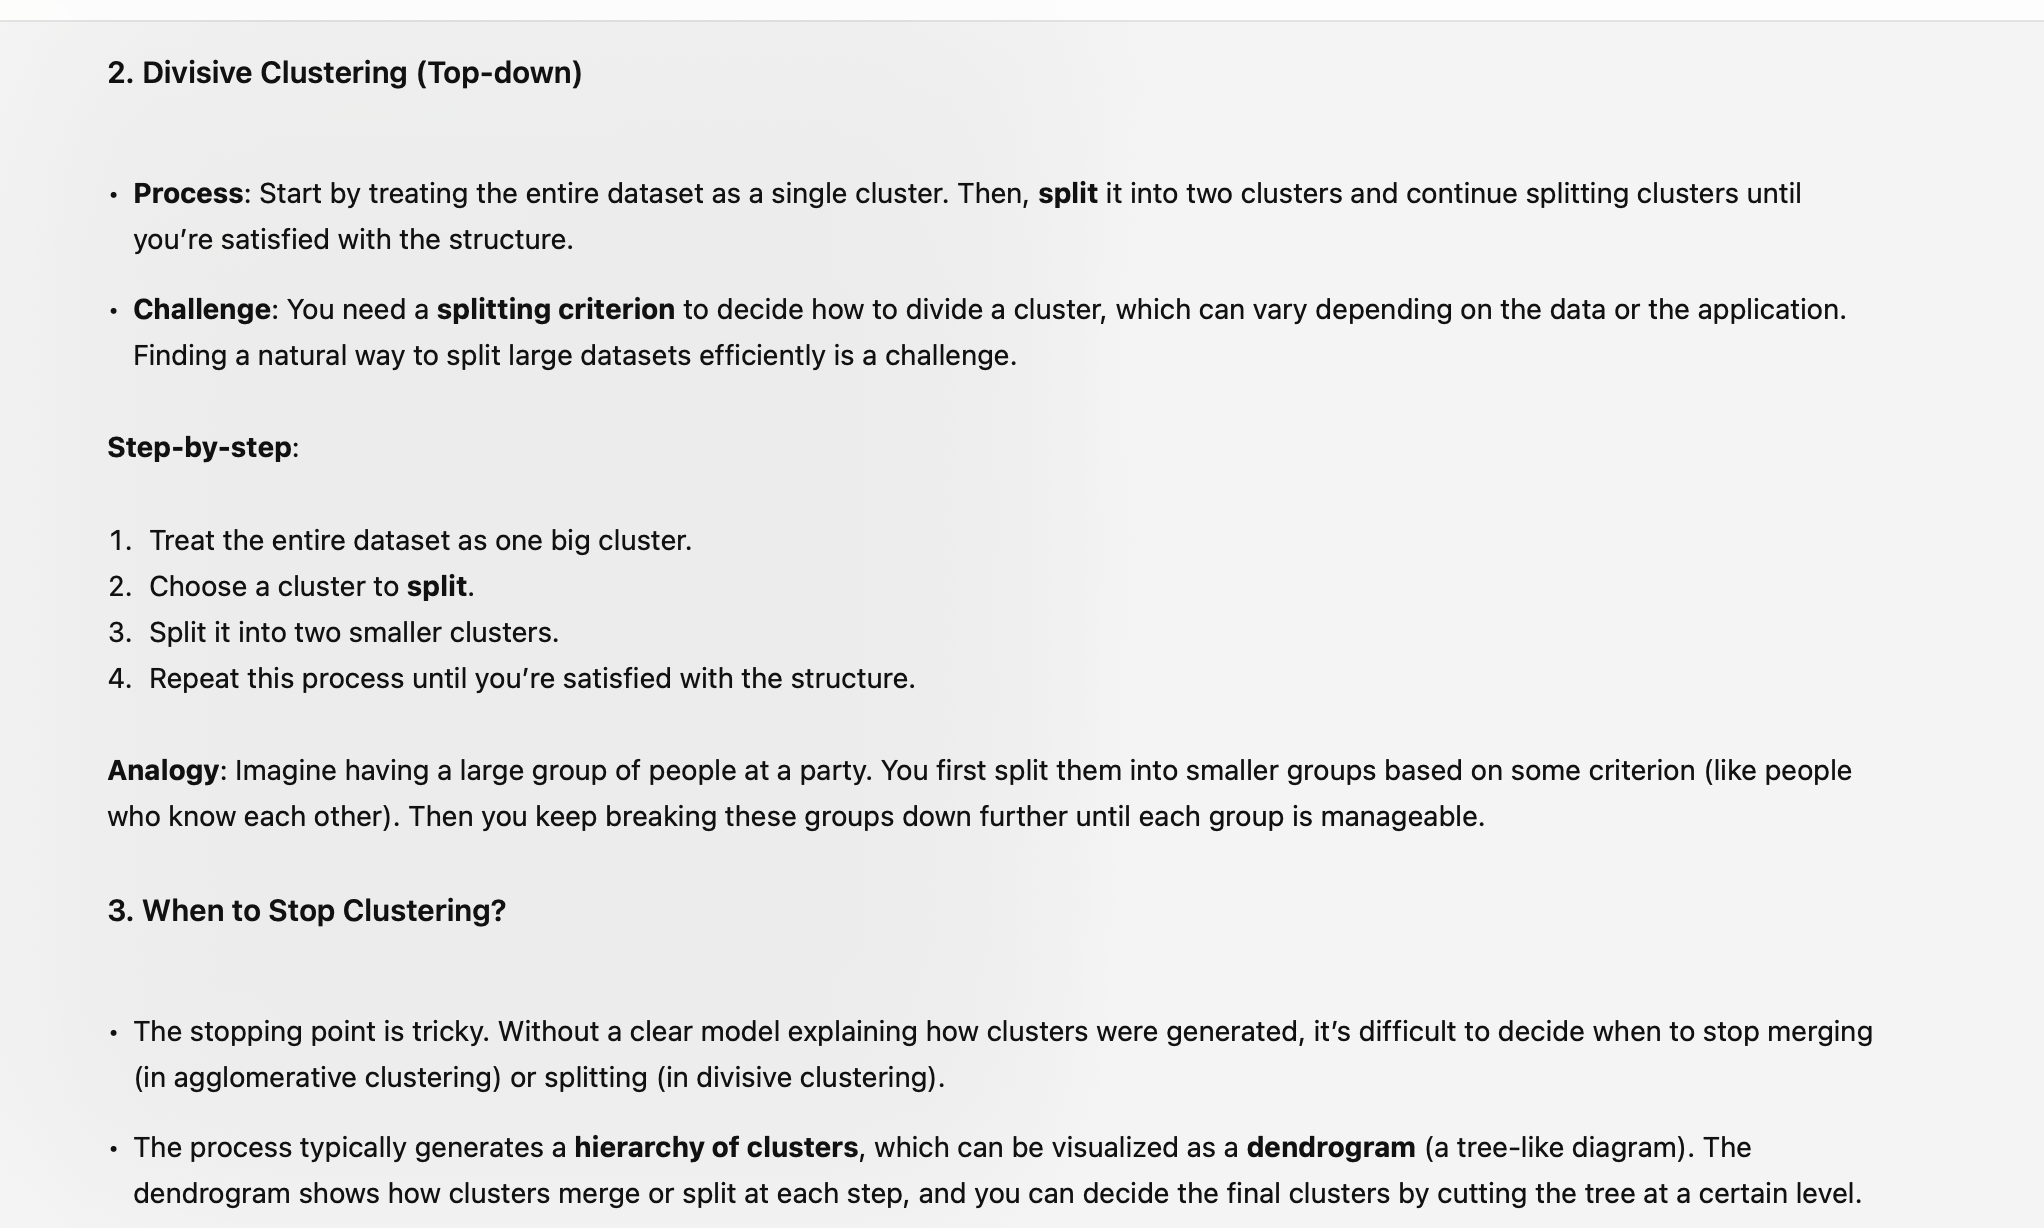 2. Divisive Clustering (Top-down)
• Process: Start by treating the entire dataset as a single cluster. Then, split it into two clusters and continue splitting clusters until
you’re satisfied with the structure.
• Challenge: You need a splitting criterion to decide how to divide a cluster, which can vary depending on the data or the application.
Finding a natural way to split large datasets efficiently is a challenge.
Step-by-step:
1. Treat the entire dataset as one big cluster.
2. Choose a cluster to split.
3. Split it into two smaller clusters.
4. Repeat this process until you’re satisfied with the structure.
Analogy: Imagine having a large group of people at a party. You first split them into smaller groups based on some criterion (like people
who know each other). Then you keep breaking these groups down further until each group is manageable.
3. When to Stop Clustering?
• The stopping point is tricky. Without a clear model explaining how clusters were generated, it’s difficult to decide when to stop merging
(in agglomerative clustering) or splitting (in divisive clustering).
• The process typically generates a hierarchy of clusters, which can be visualized as a dendrogram (a tree-like diagram). The
dendrogram shows how clusters merge or split at each step, and you can decide the final clusters by cutting the tree at a certain level.